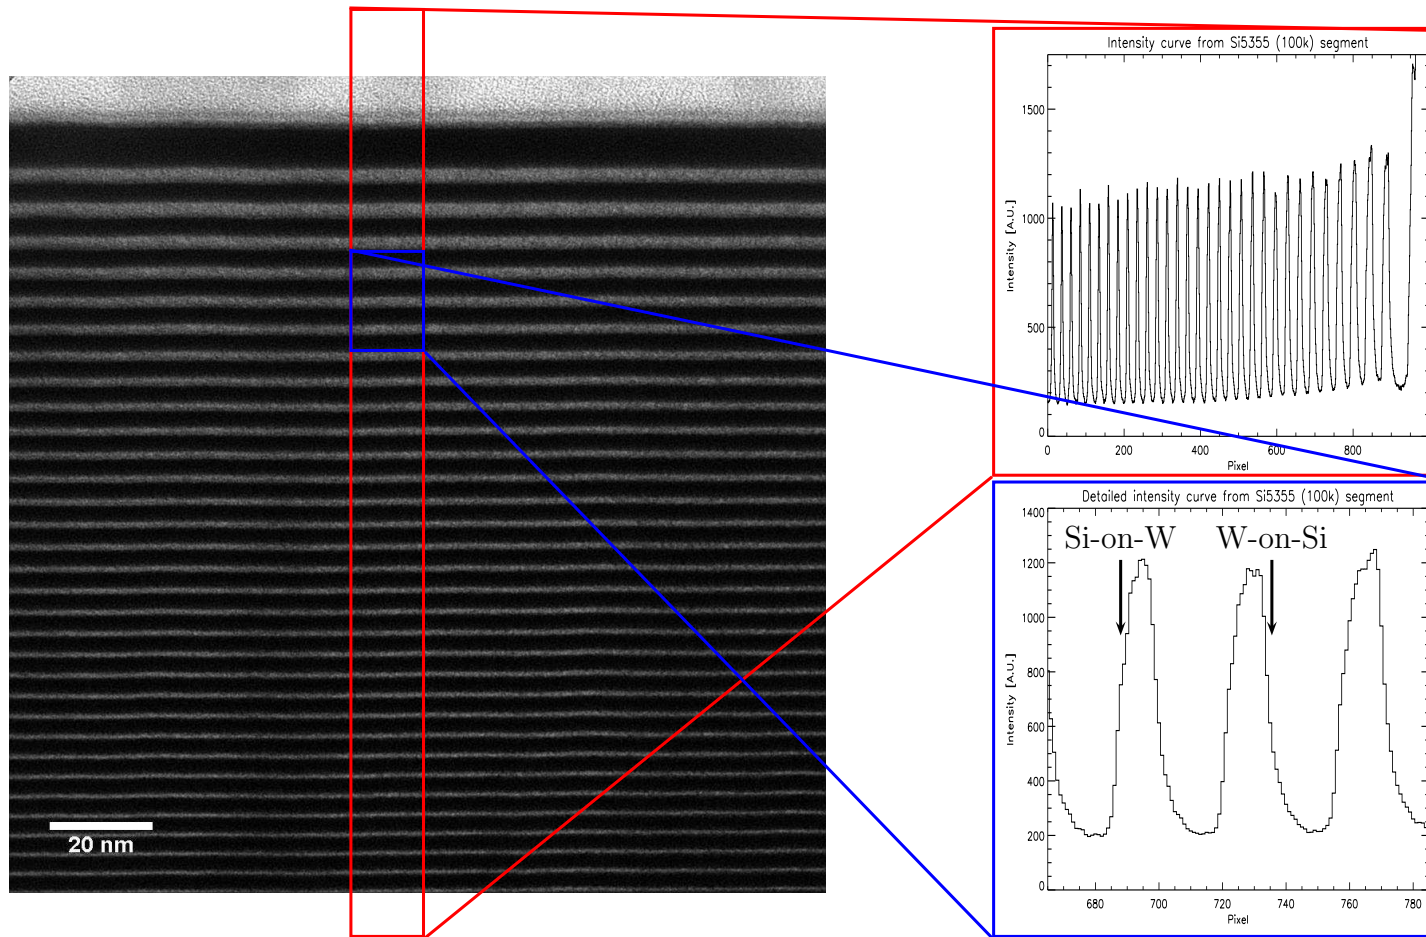 Intensity curve from Si5355 (100k) segment
1500
1000
500
0
Intensity [A.U.]
0 200 400 600 800
Pixel
20 nm
Detailed intensity curve from Si5355 (100k) segment
Si-on-W W-on-Si
1400
1200
1000
800
600
400
200
0
Intensity [A.U.]
680 700 720 740 760 780
Pixel